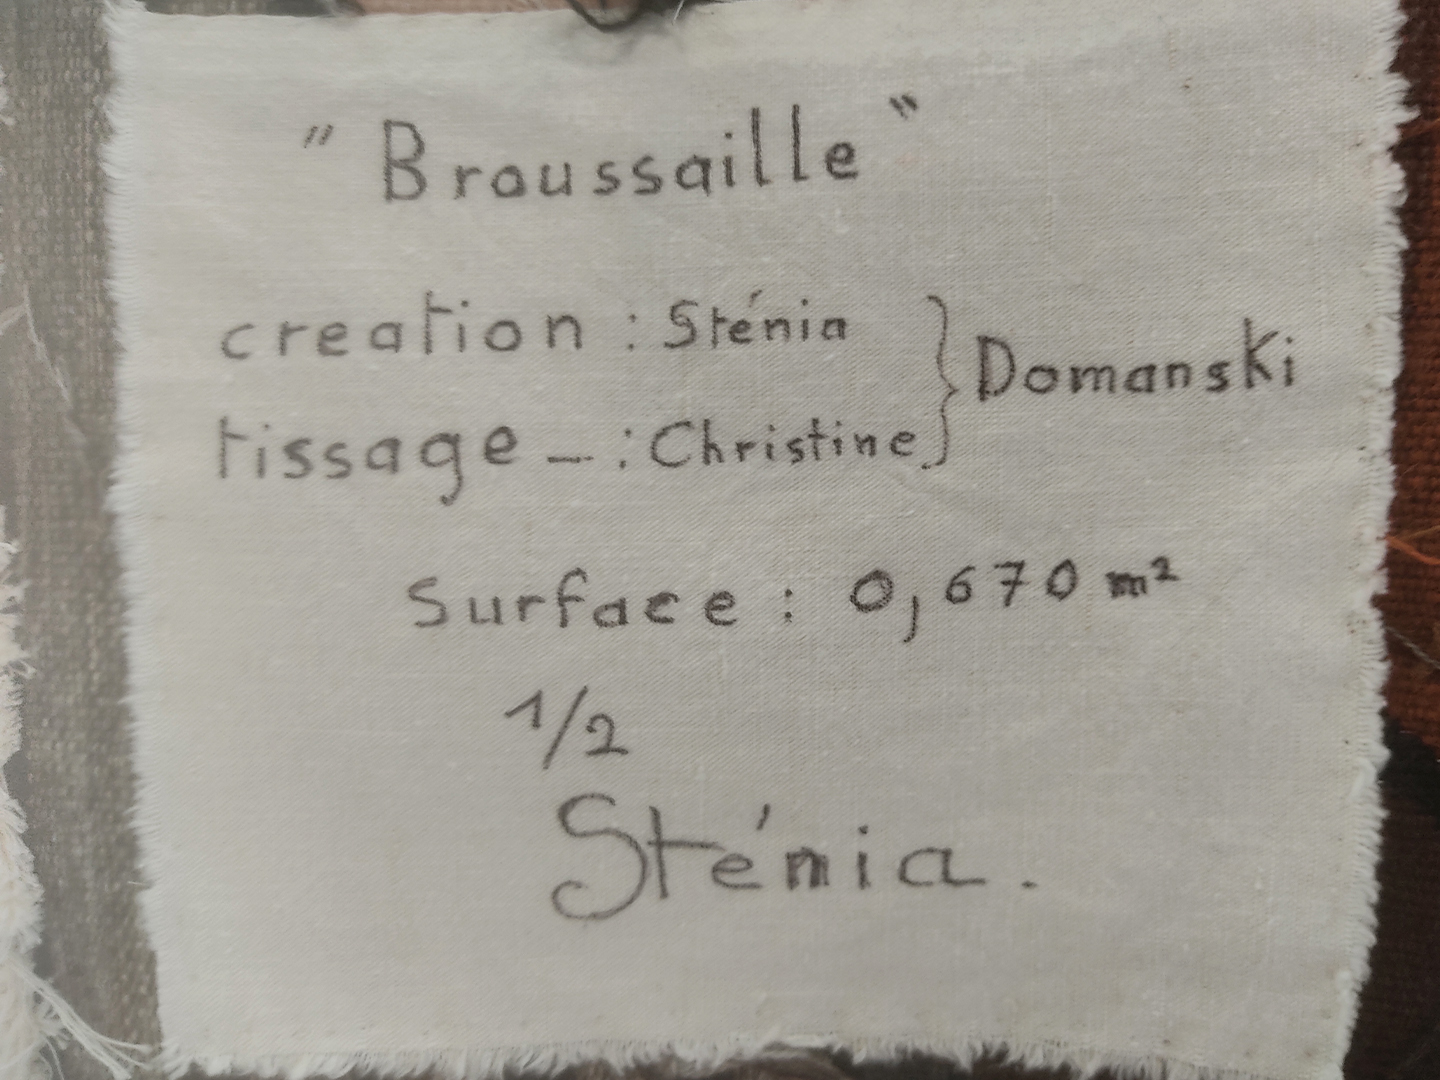 " Broussaille "
creation : Sténia } Domanski
tissage _ : Christine }
Surface : 0,670 m²
1/2
Sténia.